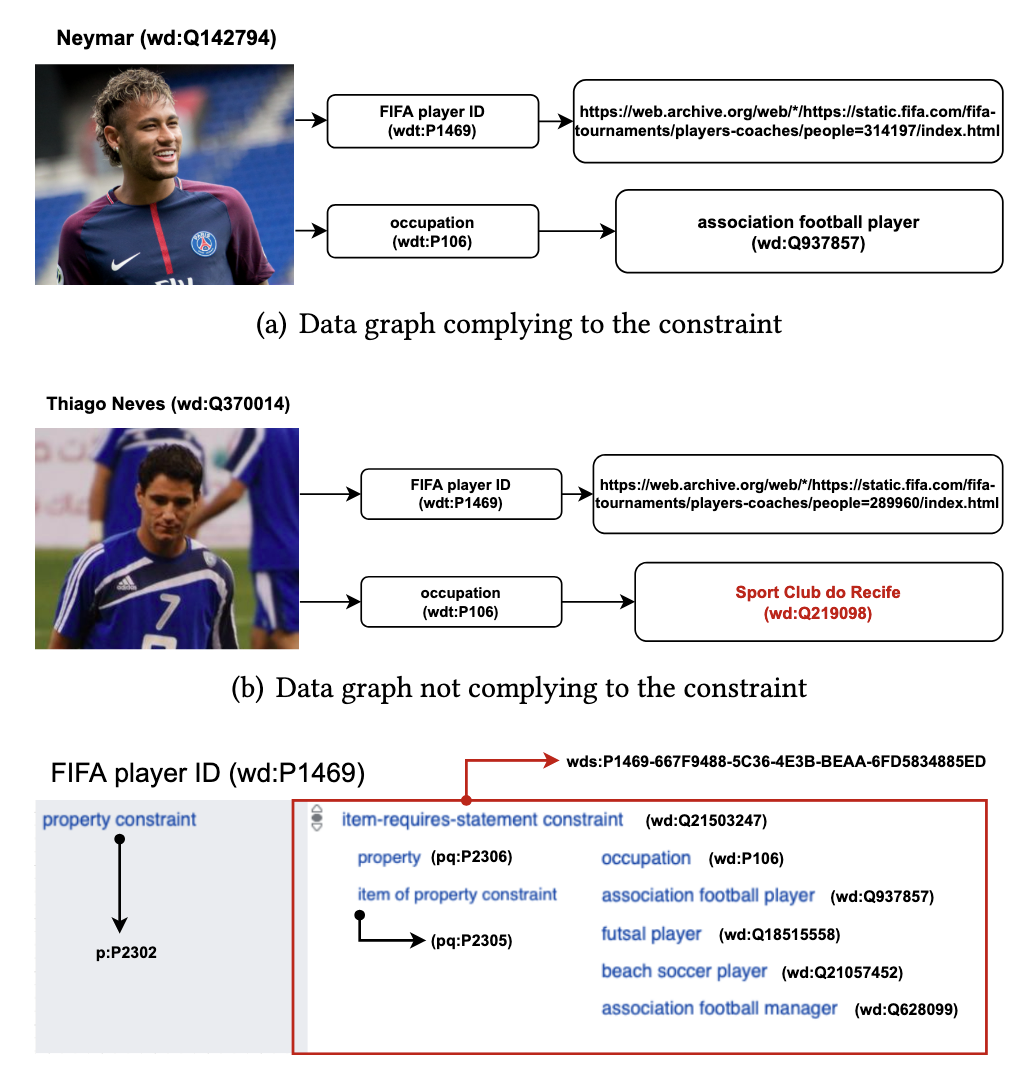 Neymar (wd:Q142794)
FIFA player ID
(wdt:P1469)
https://web.archive.org/web/*/https://static.fifa.com/fifa-
tournaments/players-coaches/people=314197/index.html
occupation
(wdt:P106)
association football player
(wd:Q937857)
PARIS
Fly
(a) Data graph complying to the constraint
Thiago Neves (wd:Q370014)
FIFA player ID
(wdt:P1469)
https://web.archive.org/web/*/https://static.fifa.com/fifa-
tournaments/players-coaches/people=289960/index.html
adidas
7
occupation
(wdt:P106)
Sport Club do Recife
(wd:Q219098)
(b) Data graph not complying to the constraint
FIFA player ID (wd:P1469)
wds:P1469-667F9488-5C36-4E3B-BEAA-6FD5834885ED
property constraint
p:P2302
item-requires-statement constraint (wd:Q21503247)
property (pq:P2306) occupation (wd:P106)
item of property constraint association football player (wd:Q937857)
(pq:P2305) futsal player (wd:Q18515558)
beach soccer player (wd:Q21057452)
association football manager (wd:Q628099)